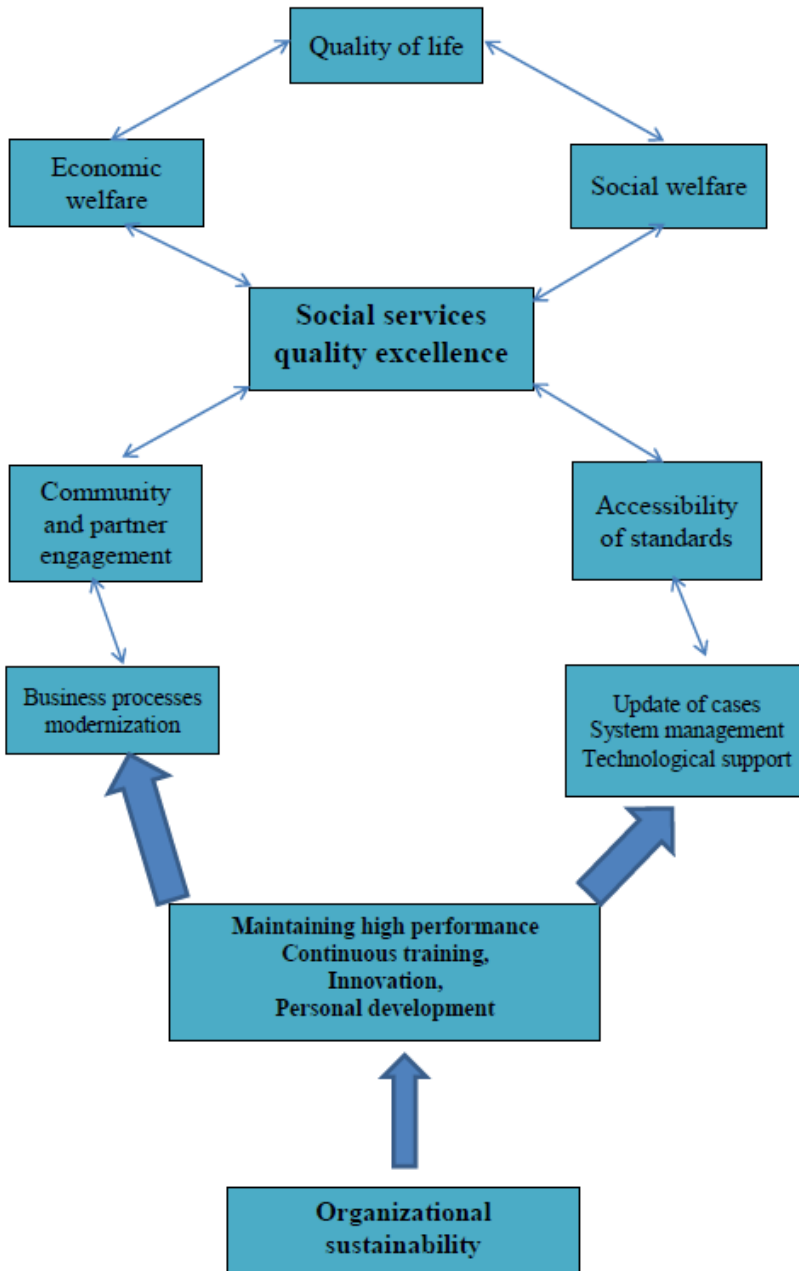 Quality of life
Economic
welfare
Social welfare
Social services
quality excellence
Community
and partner
engagement
Accessibility
of standards
Business processes
modernization
Update of cases
System management
Technological support
Maintaining high performance
Continuous training,
Innovation,
Personal development
Organizational
sustainability